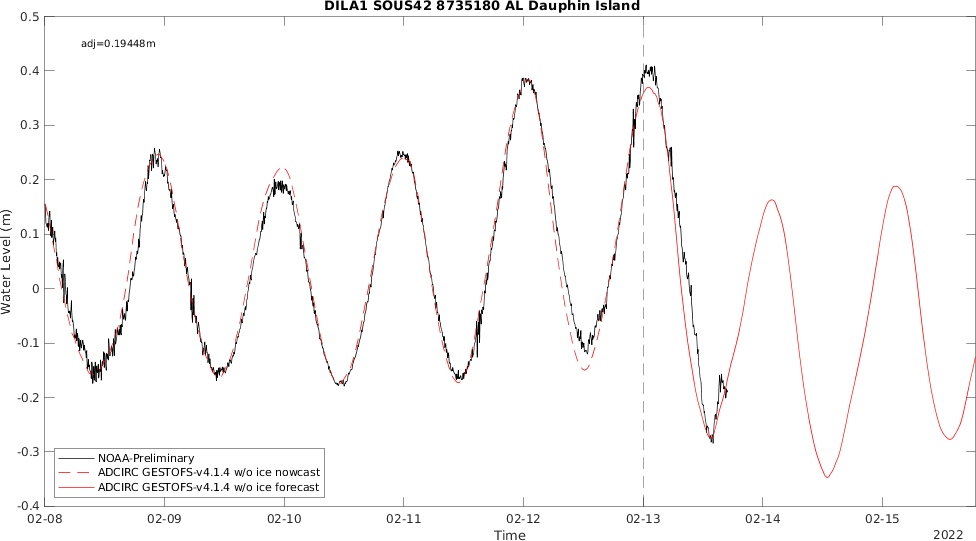 DILA1 SOUS42 8735180 AL Dauphin Island
adj=0.19448m
0.5
0.4
0.3
0.2
0.1
0
-0.1
-0.2
-0.3
-0.4
Water Level (m)
NOAA-Preliminary
ADCIRC GESTOFS-v4.1.4 w/o ice nowcast
ADCIRC GESTOFS-v4.1.4 w/o ice forecast
02-08 02-09 02-10 02-11 02-12 02-13 02-14 02-15
Time
2022